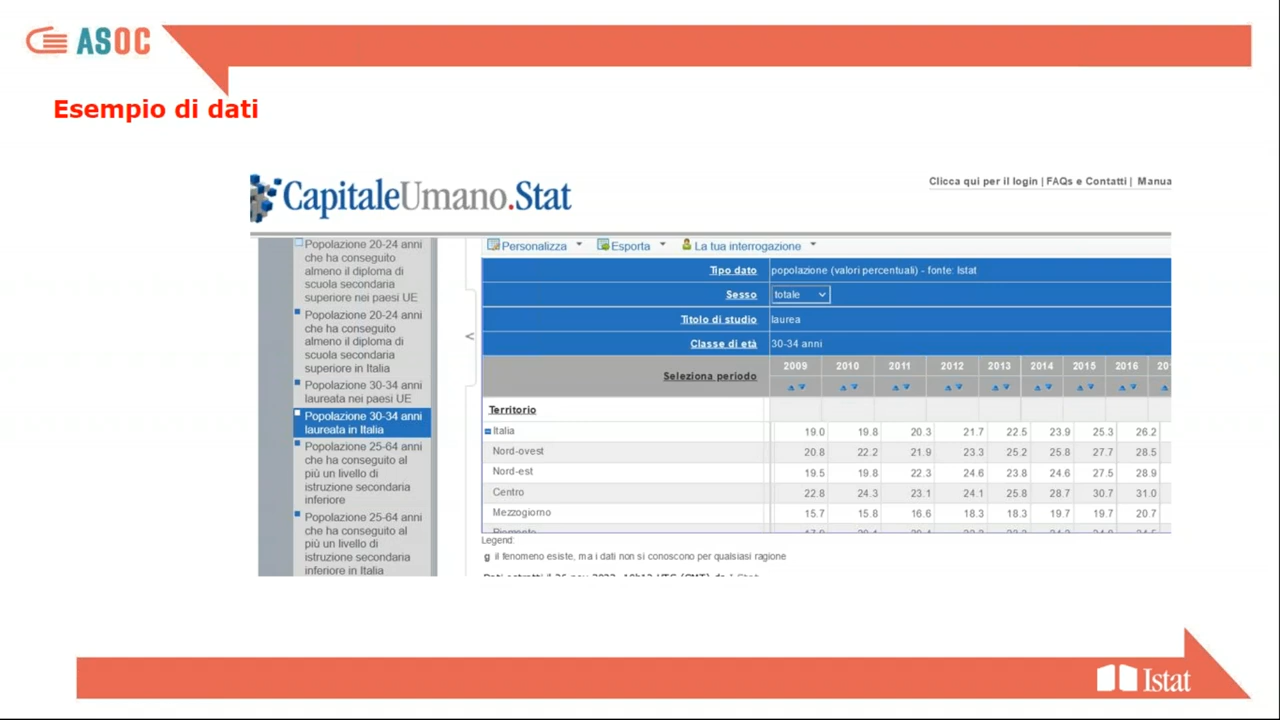 ASOC
Esempio di dati
CapitaleUmano.Stat
Clicca qui per il login | FAQs e Contatti | Manua
Popolazione 20-24 anni
che ha conseguito
almeno il diploma di
scuola secondaria
superiore nei paesi UE
Popolazione 20-24 anni
che ha conseguito
almeno il diploma di
scuola secondaria
superiore in Italia
Popolazione 30-34 anni
laureata nei paesi UE
Popolazione 30-34 anni
laureata in Italia
Popolazione 25-64 anni
che ha conseguito al
più un livello di
istruzione secondaria
inferiore
Popolazione 25-64 anni
che ha conseguito al
più un livello di
istruzione secondaria
inferiore in Italia
<
Personalizza Esporta La tua interrogazione
Tipo dato popolazione (valori percentuali) - fonte: Istat
Sesso totale
Titolo di studio laurea
Classe di età 30-34 anni
Seleziona periodo 2009 2010 2011 2012 2013 2014 2015 2016 20
Territorio
Italia 19.0 19.8 20.3 21.7 22.5 23.9 25.3 26.2
Nord-ovest 20.8 22.2 21.9 23.3 25.2 25.8 27.7 28.5
Nord-est 19.5 19.8 22.3 24.6 23.8 24.6 27.5 28.9
Centro 22.8 24.3 23.1 24.1 25.8 28.7 30.7 31.0
Mezzogiorno 15.7 15.8 16.6 18.3 18.3 19.7 19.7 20.7
Piemonte
Legend:
g il fenomeno esiste, ma i dati non si conoscono per qualsiasi ragione
Istat